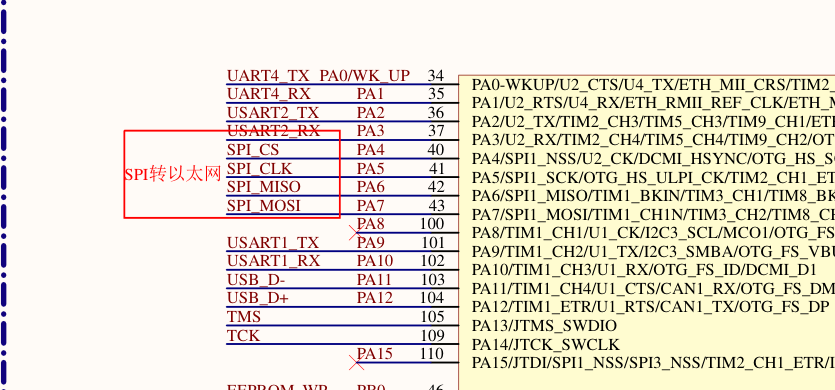 UART4_TX PA0/WK_UP 34 PA0-WKUP/U2_CTS/U4_TX/ETH_MII_CRS/TIM2_
UART4_RX PA1 35 PA1/U2_RTS/U4_RX/ETH_RMII_REF_CLK/ETH_M
USART2_TX PA2 36 PA2/U2_TX/TIM2_CH3/TIM5_CH3/TIM9_CH1/ETH
USART2_RX PA3 37 PA3/U2_RX/TIM2_CH4/TIM5_CH4/TIM9_CH2/OT
SPI_CS PA4 40 PA4/SPI1_NSS/U2_CK/DCMI_HSYNC/OTG_HS_S
SPI转以太网 SPI_CLK PA5 41 PA5/SPI1_SCK/OTG_HS_ULPI_CK/TIM2_CH1_ET
SPI_MISO PA6 42 PA6/SPI1_MISO/TIM1_BKIN/TIM3_CH1/TIM8_BK
SPI_MOSI PA7 43 PA7/SPI1_MOSI/TIM1_CH1N/TIM3_CH2/TIM8_CH
PA8 100 PA8/TIM1_CH1/U1_CK/I2C3_SCL/MCO1/OTG_FS
USART1_TX PA9 101 PA9/TIM1_CH2/U1_TX/I2C3_SMBA/OTG_FS_VBU
USART1_RX PA10 102 PA10/TIM1_CH3/U1_RX/OTG_FS_ID/DCMI_D1
USB_D- PA11 103 PA11/TIM1_CH4/U1_CTS/CAN1_RX/OTG_FS_DM
USB_D+ PA12 104 PA12/TIM1_ETR/U1_RTS/CAN1_TX/OTG_FS_DP
TMS 105 PA13/JTMS_SWDIO
TCK 109 PA14/JTCK_SWCLK
PA15 110 PA15/JTDI/SPI1_NSS/SPI3_NSS/TIM2_CH1_ETR/I
EEPROM_WP PB0 46